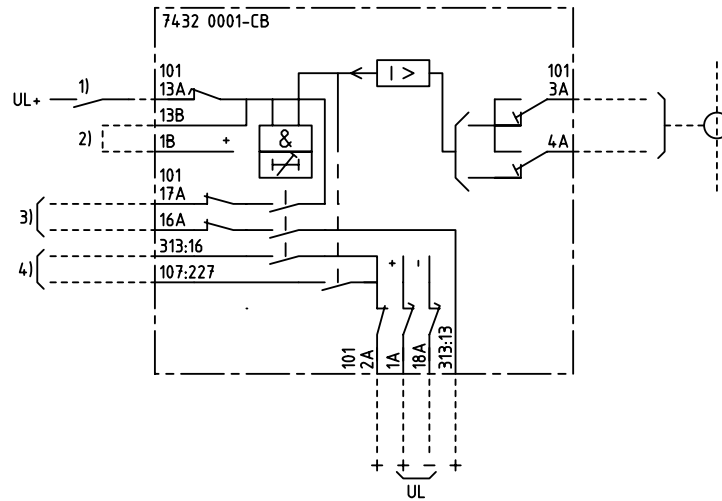 7432 0001-CB
I >
101
13A
1)
UL+
13B
2)
1B
+
&
101
3A
4A
101
17A
16A
3)
313:16
4)
107:227
+ -
101
2A
1A
18A
313:13
+ + - +
UL